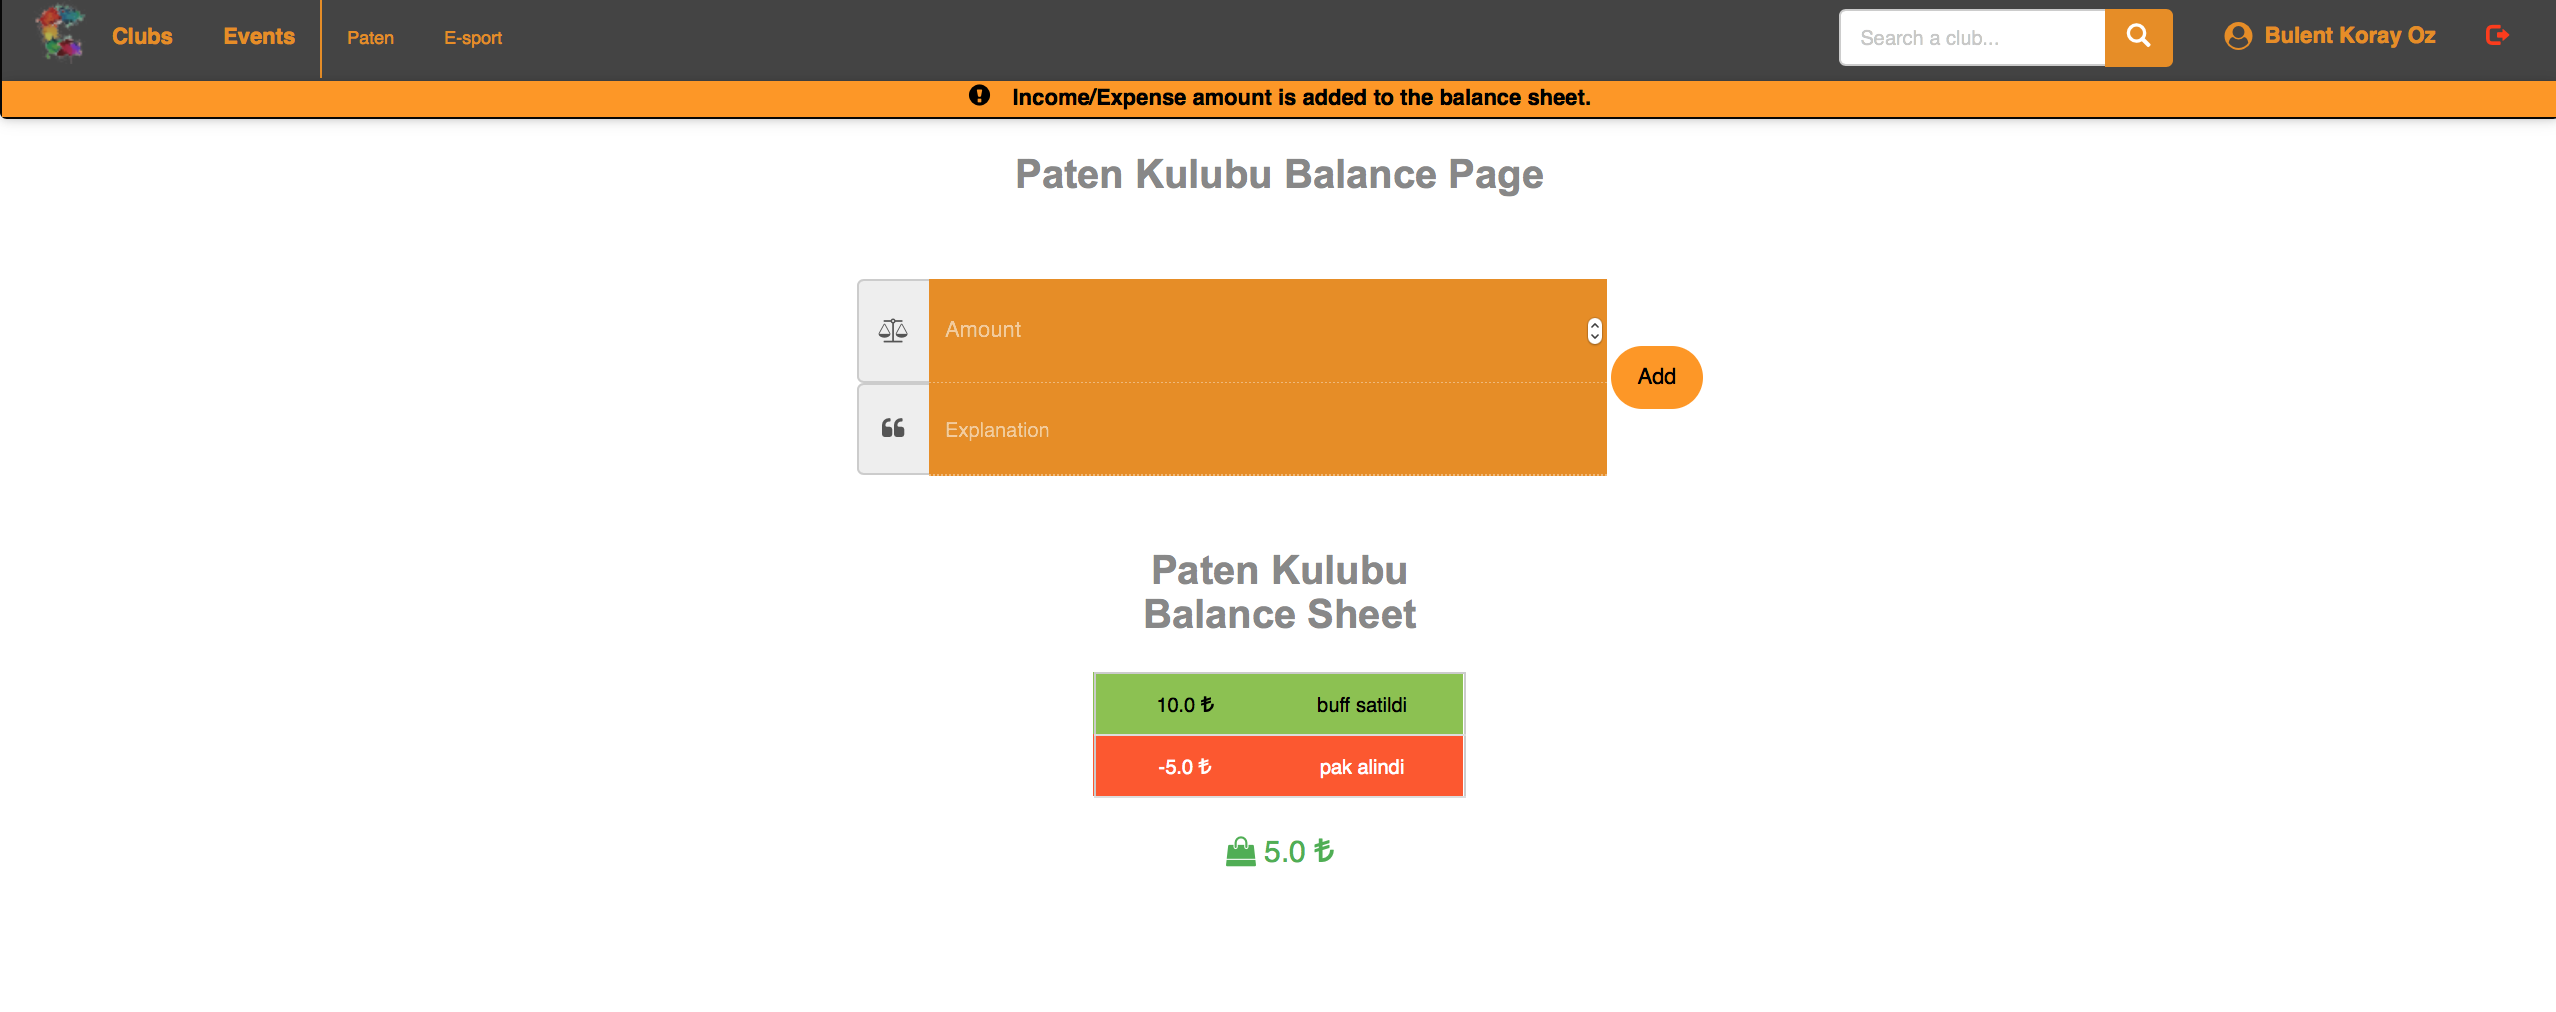 Clubs Events Paten E-sport Search a club... Bulent Koray Oz
Income/Expense amount is added to the balance sheet.
Paten Kulubu Balance Page
Amount
Add
Explanation
Paten Kulubu
Balance Sheet
10.0 ₺ buff satildi
-5.0 ₺ pak alindi
5.0 ₺